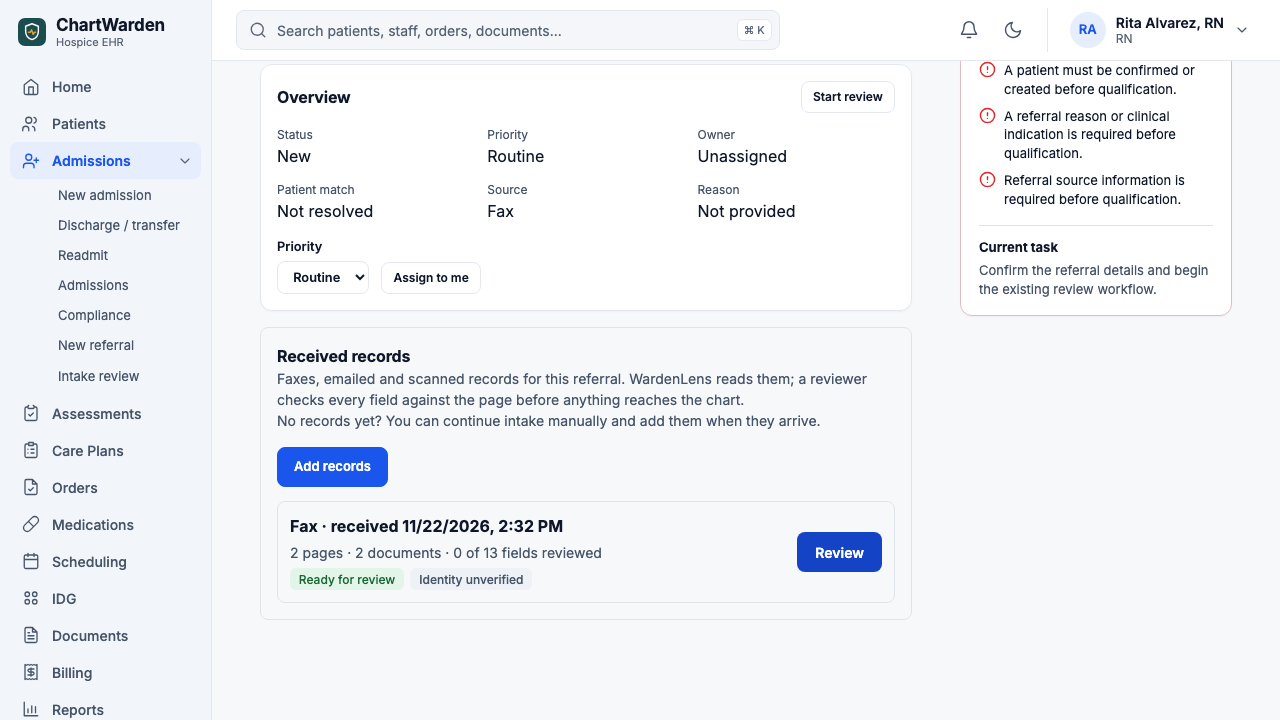 ChartWarden
Hospice EHR
Home
Patients
Admissions
New admission
Discharge / transfer
Readmit
Admissions
Compliance
New referral
Intake review
Assessments
Care Plans
Orders
Medications
Scheduling
IDG
Documents
Billing
Reports
Search patients, staff, orders, documents...
⌘ K
RA
Rita Alvarez, RN
RN
Overview
Start review
Status
New
Priority
Routine
Owner
Unassigned
Patient match
Not resolved
Source
Fax
Reason
Not provided
Priority
Routine
Assign to me
Received records
Faxes, emailed and scanned records for this referral. WardenLens reads them; a reviewer
checks every field against the page before anything reaches the chart.
No records yet? You can continue intake manually and add them when they arrive.
Add records
Fax · received 11/22/2026, 2:32 PM
2 pages · 2 documents · 0 of 13 fields reviewed
Ready for review
Identity unverified
Review
A patient must be confirmed or
created before qualification.
A referral reason or clinical
indication is required before
qualification.
Referral source information is
required before qualification.
Current task
Confirm the referral details and begin
the existing review workflow.